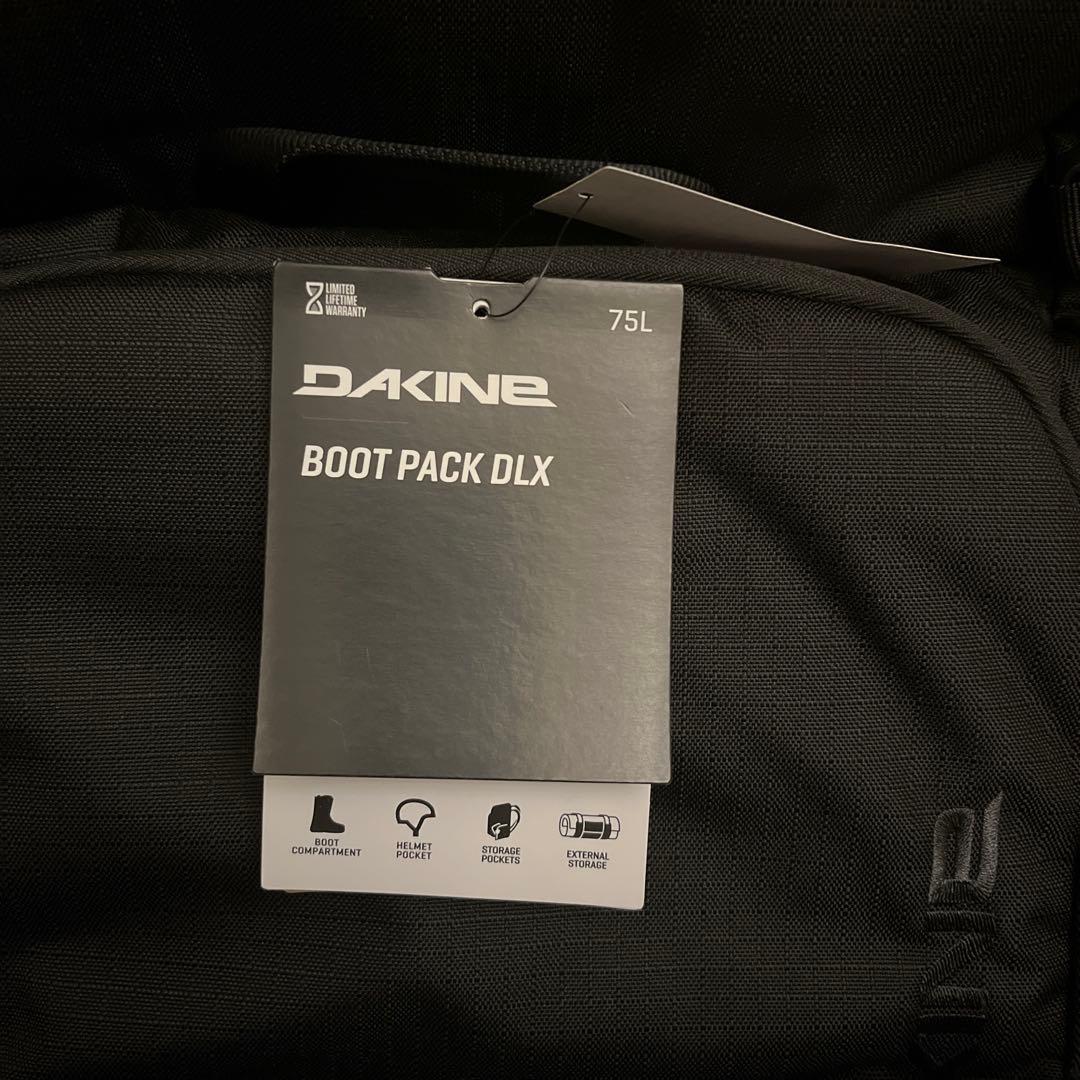 LIMITED
LIFETIME
WARRANTY
75L
DAKINE
BOOT PACK DLX
BOOT
COMPARTMENT
HELMET
POCKET
STORAGE
POCKETS
EXTERNAL
STORAGE